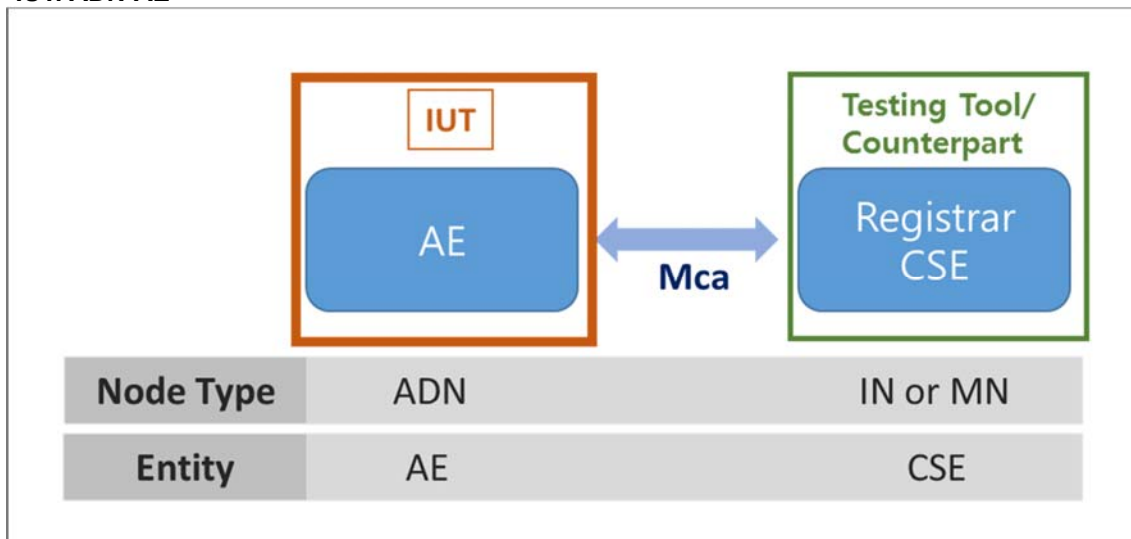 IUT
AE
Mca
Testing Tool/
Counterpart
Registrar
CSE
Node Type ADN IN or MN
Entity AE CSE